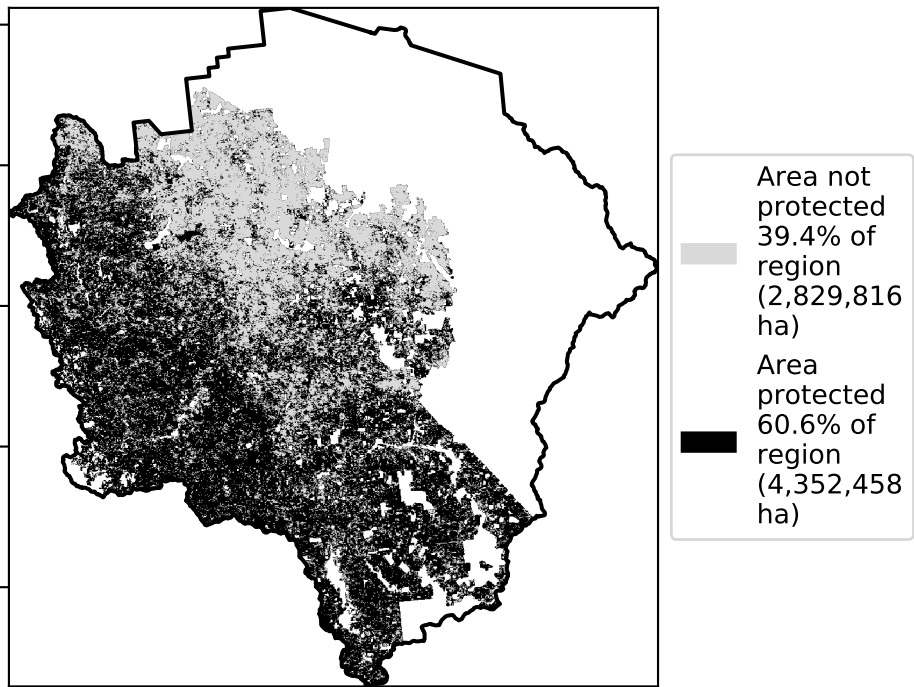 Area not
protected
39.4% of
region
(2,829,816
ha)
Area
protected
60.6% of
region
(4,352,458
ha)